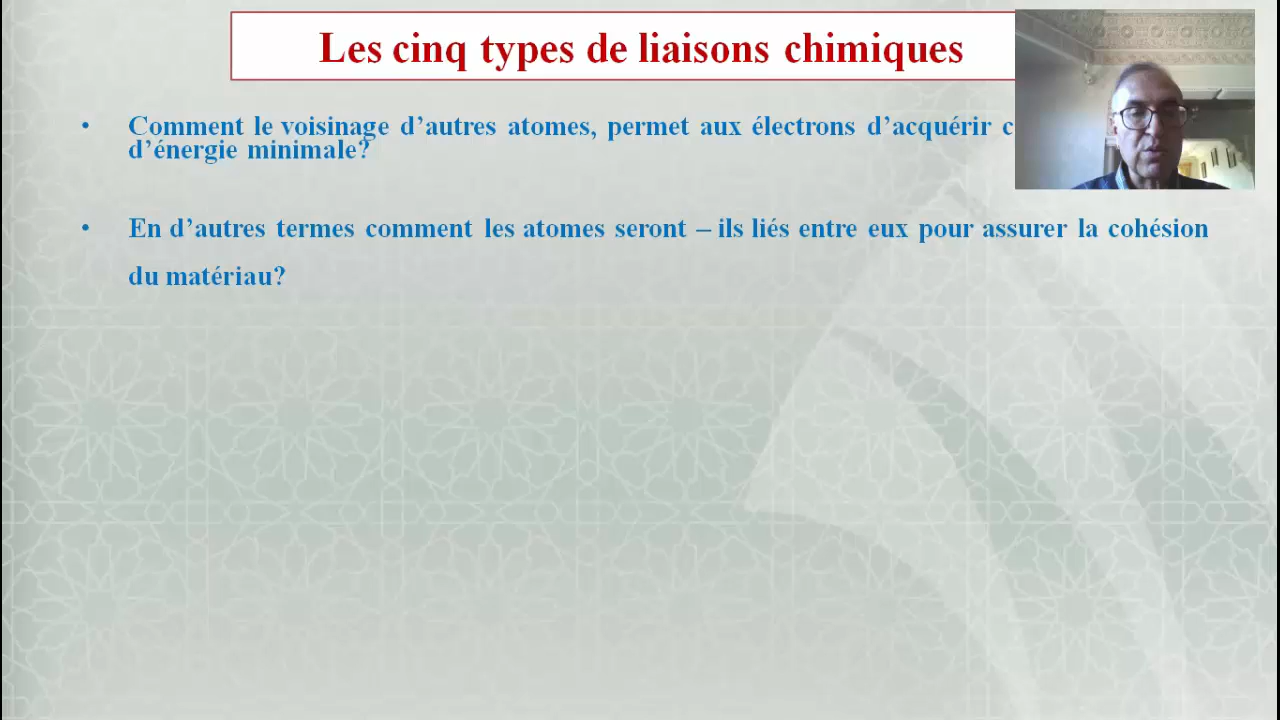 Les cinq types de liaisons chimiques
• Comment le voisinage d’autres atomes, permet aux électrons d’acquérir
d’énergie minimale?
• En d’autres termes comment les atomes seront – ils liés entre eux pour assurer la cohésion
du matériau?